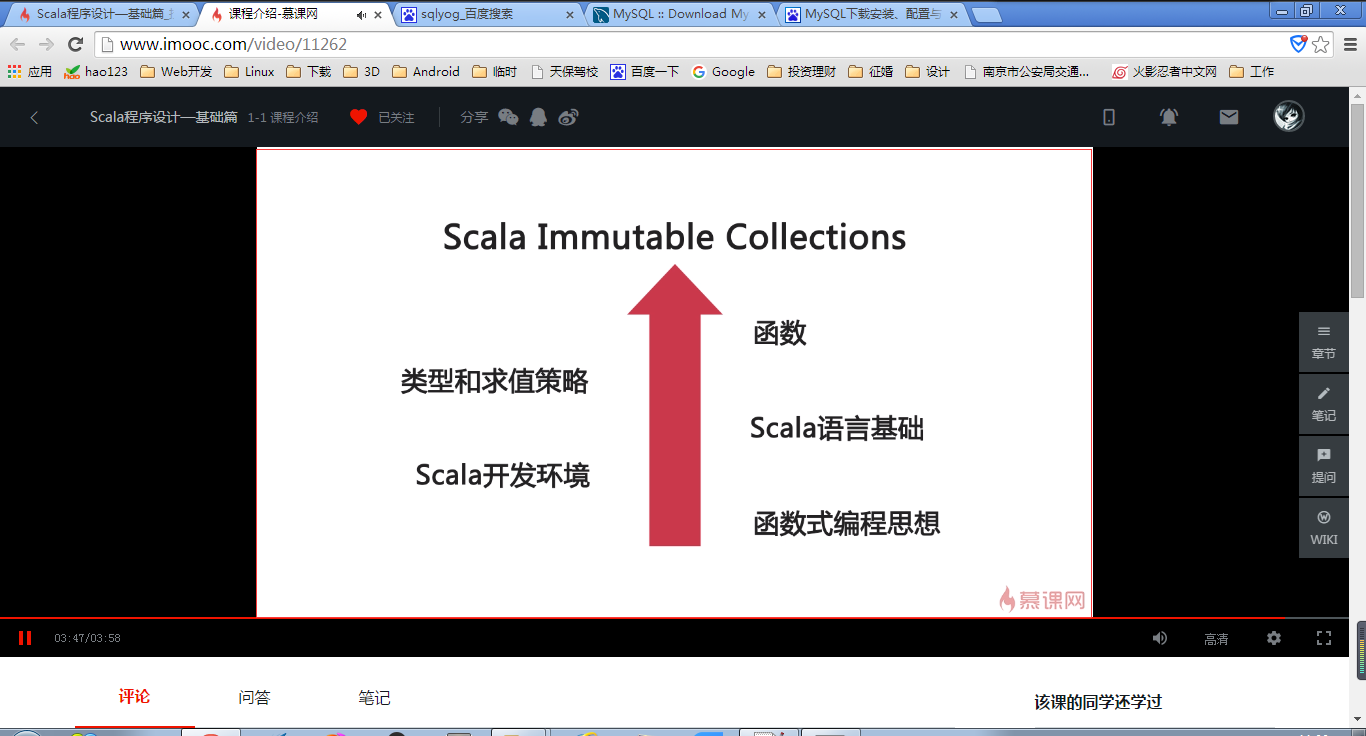 Scala程序设计—基础篇_
课程介绍-慕课网
sqlyog_百度搜索
MySQL :: Download My
MySQL下载安装、配置与
www.imooc.com/video/11262
应用 hao123 Web开发 Linux 下载 3D Android 临时 天保驾校 百度一下 Google 投资理财 征婚 设计 南京市公安局交通... 火影忍者中文网 工作
Scala程序设计—基础篇 1-1 课程介绍 已关注 分享
Scala Immutable Collections
函数
类型和求值策略
Scala语言基础
Scala开发环境
函数式编程思想
慕课网
章节
笔记
提问
WIKI
03:47/03:58 高清
评论 问答 笔记 该课的同学还学过